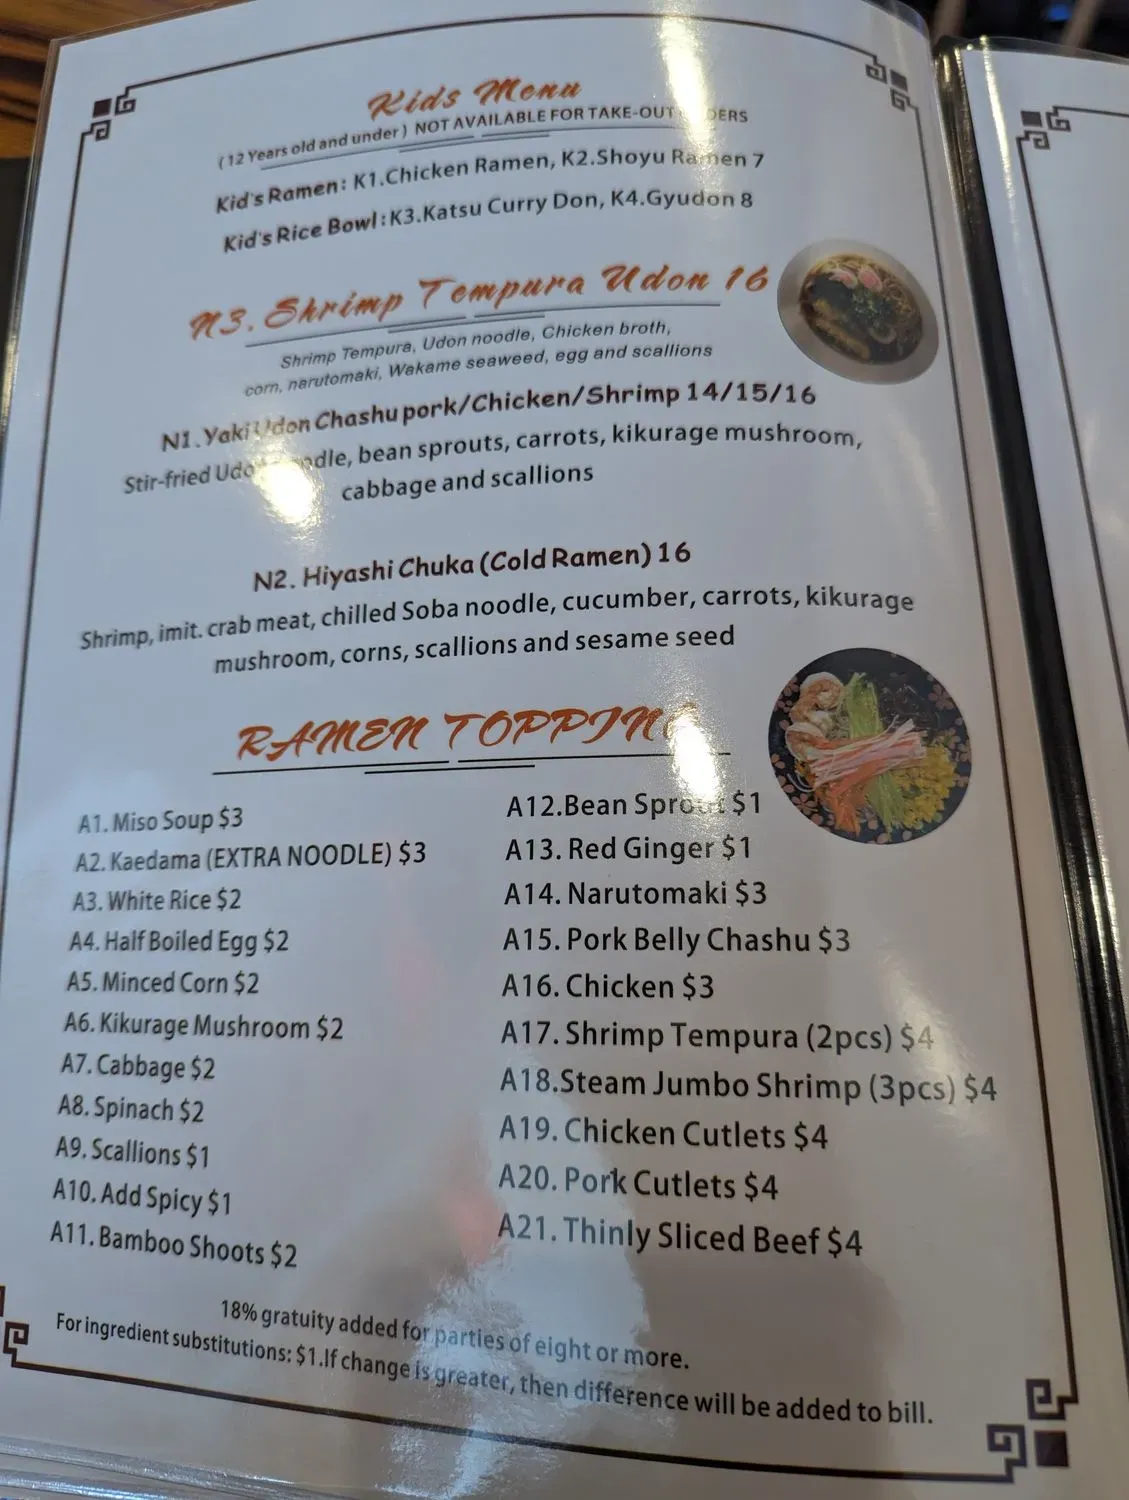 Kids Menu
(12 Years old and under) NOT AVAILABLE FOR TAKE-OUT
Kid's Ramen: K1.Chicken Ramen, K2.Shoyu Ramen 7
Kid's Rice Bowl:K3.Katsu Curry Don, K4.Gyudon 8
N3. Shrimp Tempura Udon 16
Shrimp Tempura, Udon noodle, Chicken broth,
corn, narutomaki, Wakame seaweed, egg and scallions
N1. Yaki Udon Chashu pork/Chicken/Shrimp 14/15/16
Stir-fried Udon noodle, bean sprouts, carrots, kikurage mushroom,
cabbage and scallions
N2. Hiyashi Chuka (Cold Ramen) 16
Shrimp, imit. crab meat, chilled Soba noodle, cucumber, carrots, kikurage
mushroom, corns, scallions and sesame seed
RAMEN TOPPING
A1. Miso Soup $3
A2. Kaedama (EXTRA NOODLE) $3
A3. White Rice $2
A4. Half Boiled Egg $2
A5. Minced Corn $2
A6. Kikurage Mushroom $2
A7. Cabbage $2
A8. Spinach $2
A9. Scallions $1
A10. Add Spicy $1
A11. Bamboo Shoots $2
A12.Bean Sprout $1
A13. Red Ginger $1
A14. Narutomaki $3
A15. Pork Belly Chashu $3
A16. Chicken $3
A17. Shrimp Tempura (2pcs) $4
A18.Steam Jumbo Shrimp (3pcs) $4
A19. Chicken Cutlets $4
A20. Pork Cutlets $4
A21. Thinly Sliced Beef $4
18% gratuity added for parties of eight or more.
For ingredient substitutions: $1.If change is greater, then difference will be added to bill.